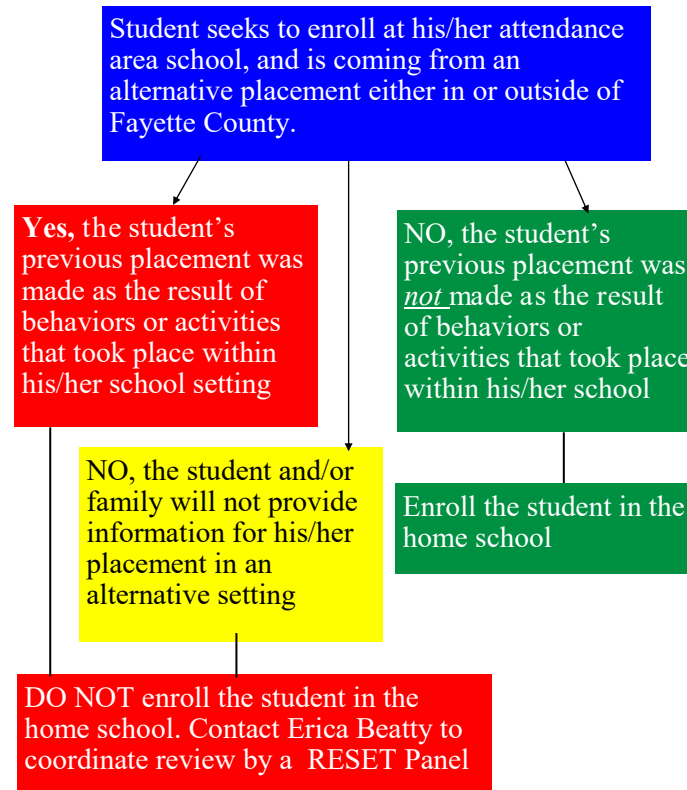 Student seeks to enroll at his/her attendance
area school, and is coming from an
alternative placement either in or outside of
Fayette County.
Yes, the student’s
previous placement was
made as the result of
behaviors or activities
that took place within
his/her school setting
NO, the student’s
previous placement was
not made as the result
of behaviors or
activities that took place
within his/her school
NO, the student and/or
family will not provide
information for his/her
placement in an
alternative setting
Enroll the student in the
home school
DO NOT enroll the student in the
home school. Contact Erica Beatty to
coordinate review by a RESET Panel